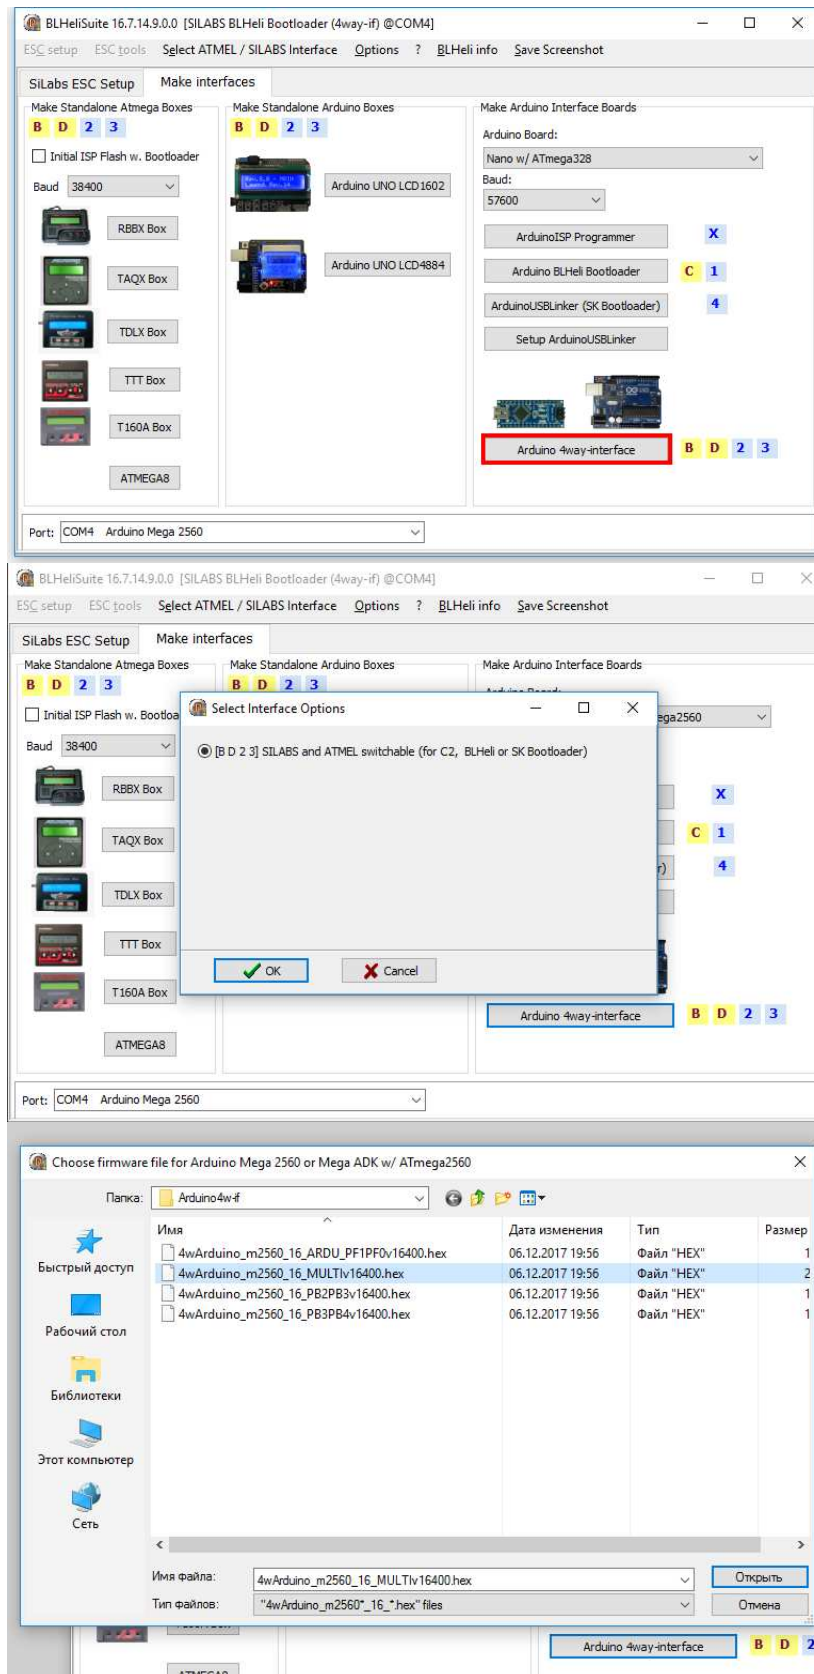 BLHeliSuite 16.7.14.9.0.0 [SILABS BLHeli Bootloader (4way-if) @COM4]
ESC setup ESC tools Select ATMEL / SILABS Interface Options ? BLHeli info Save Screenshot
SiLabs ESC Setup Make interfaces
Make Standalone Atmega Boxes Make Standalone Arduino Boxes Make Arduino Interface Boards
B D 2 3 B D 2 3
Arduino Board:
Initial ISP Flash w. Bootloader Nano w/ ATmega328
Baud 38400 Arduino UNO LCD1602 Baud:
57600
RBBX Box ArduinoISP Programmer X
TAQX Box Arduino UNO LCD4884 Arduino BLHeli Bootloader C 1
ArduinoUSBLinker (SK Bootloader) 4
TDLX Box Setup ArduinoUSBLinker
TTT Box
T160A Box
Arduino 4way-interface B D 2 3
ATMEGA8
Port: COM4 Arduino Mega 2560
BLHeliSuite 16.7.14.9.0.0 [SILABS BLHeli Bootloader (4way-if) @COM4]
ESC setup ESC tools Select ATMEL / SILABS Interface Options ? BLHeli info Save Screenshot
SiLabs ESC Setup Make interfaces
Make Standalone Atmega Boxes Make Standalone Arduino Boxes Make Arduino Interface Boards
B D 2 3 B D 2 3
Select Interface Options
Initial ISP Flash w. Bootloa ega2560
Baud 38400 [B D 2 3] SILABS and ATMEL switchable (for C2, BLHeli or SK Bootloader)
RBBX Box X
TAQX Box C 1
r) 4
TDLX Box
TTT Box
OK Cancel
T160A Box
Arduino 4way-interface B D 2 3
ATMEGA8
Port: COM4 Arduino Mega 2560
Choose firmware file for Arduino Mega 2560 or Mega ADK w/ ATmega2560
Папка: Arduino4w-if
Имя Дата изменения Тип Размер
4wArduino_m2560_16_ARDU_PF1PF0v16400.hex 06.12.2017 19:56 Файл "HEX" 1
4wArduino_m2560_16_MULTIv16400.hex 06.12.2017 19:56 Файл "HEX" 2
4wArduino_m2560_16_PB2PB3v16400.hex 06.12.2017 19:56 Файл "HEX" 1
4wArduino_m2560_16_PB3PB4v16400.hex 06.12.2017 19:56 Файл "HEX" 1
Быстрый доступ
Рабочий стол
Библиотеки
Этот компьютер
Сеть
Имя файла: 4wArduino_m2560_16_MULTIv16400.hex Открыть
Тип файлов: "4wArduino_m2560*_16_*.hex" files Отмена
Arduino 4way-interface B D 2